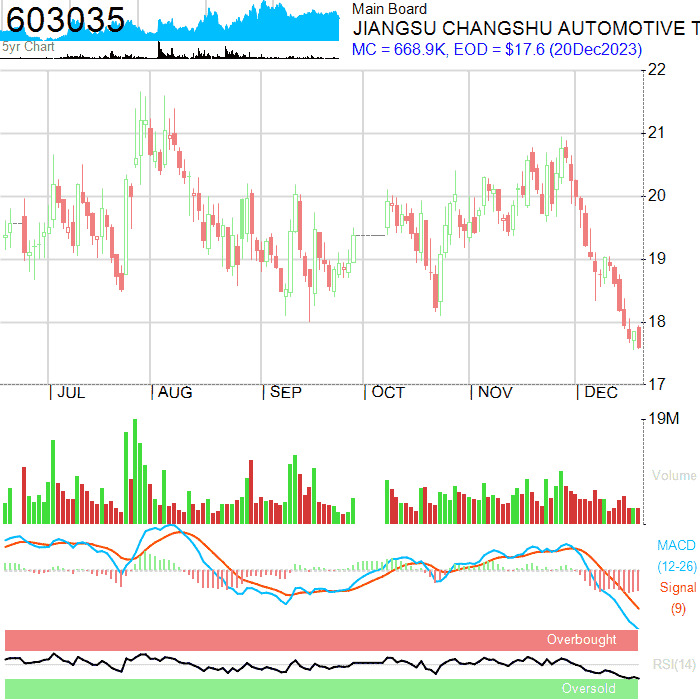 603035
5yr Chart
Main Board
JIANGSU CHANGSHU AUTOMOTIVE T
MC = 668.9K, EOD = $17.6 (20Dec2023)
22
21
20
19
18
17
JUL AUG SEP OCT NOV DEC
19M
Volume
MACD
(12-26)
Signal
(9)
Overbought
RSI(14)
Oversold